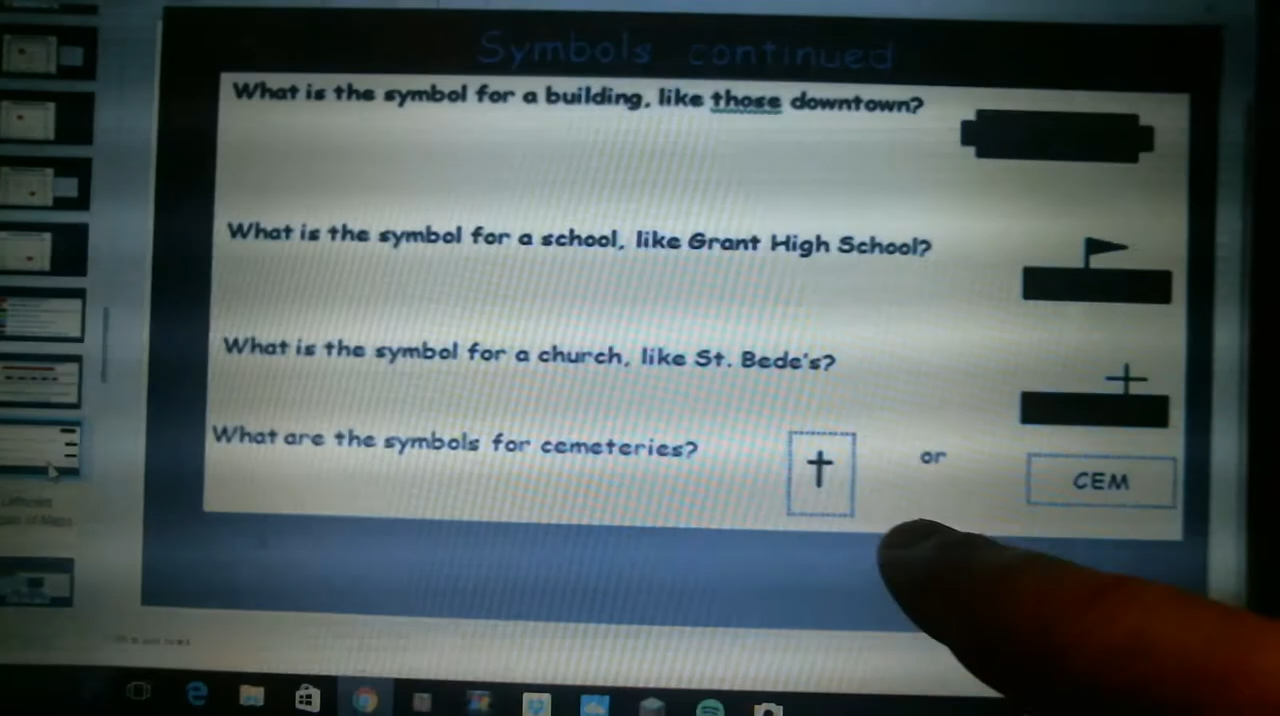 Symbols continued
What is the symbol for a building, like those downtown?
What is the symbol for a school, like Grant High School?
What is the symbol for a church, like St. Bede's?
What are the symbols for cemeteries?
or
CEM